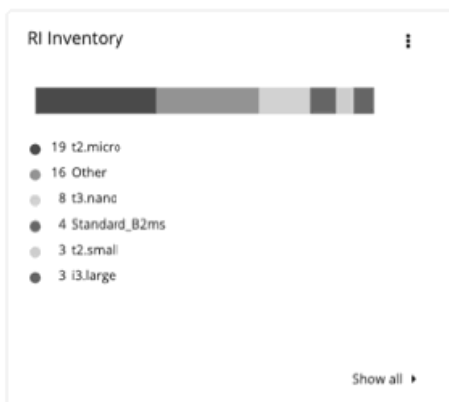 RI Inventory
19 t2.micro
16 Other
8 t3.nano
4 Standard_B2ms
3 t2.small
3 i3.large
Show all